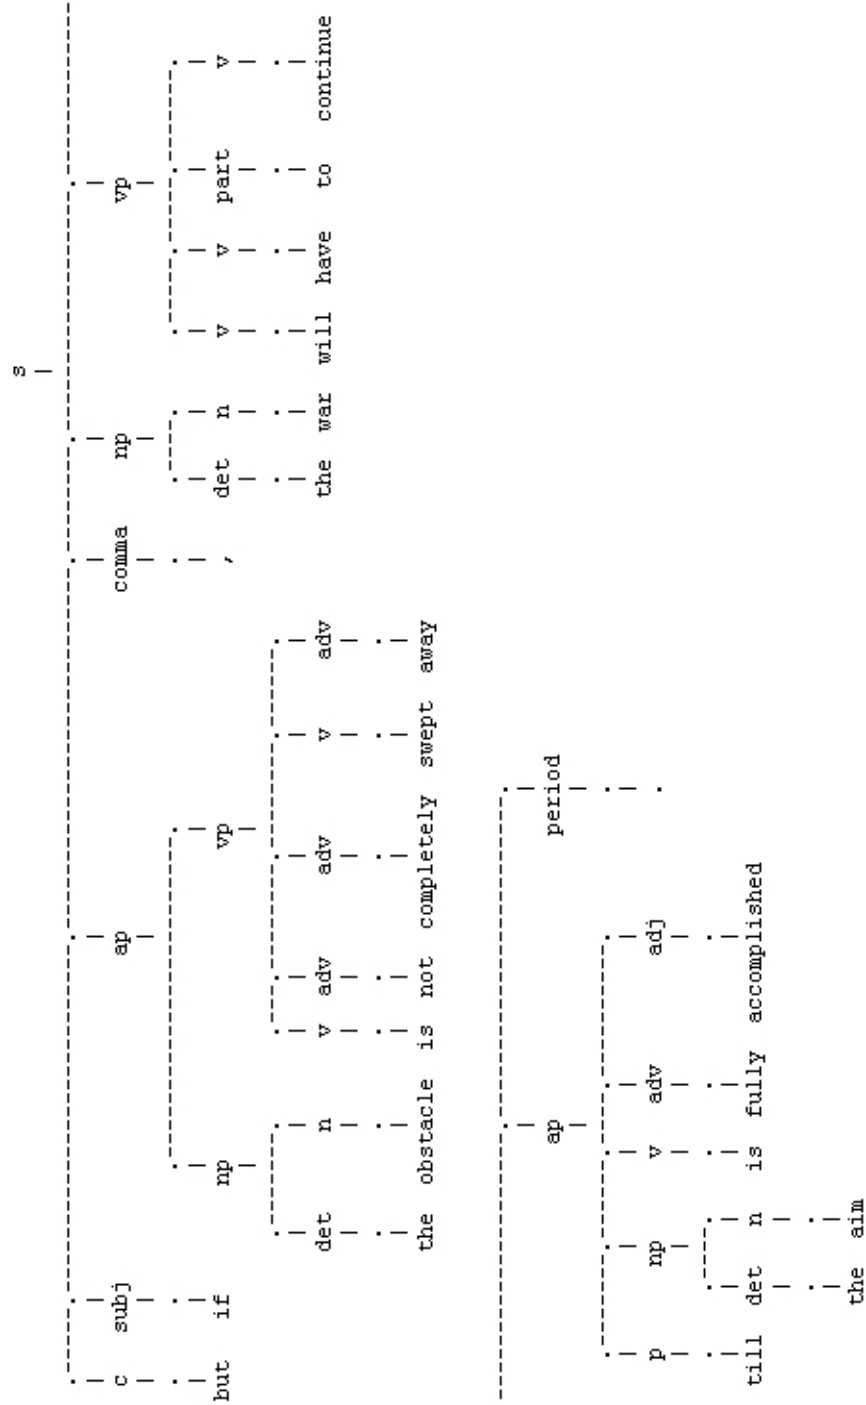 s
c subj ap comma np vp
but if np vp , det n v v part v
det n v adv adv v adv the war will have to continue
the obstacle is not completely swept away
ap period
p np v adv adj .
till det n is fully accomplished
the aim